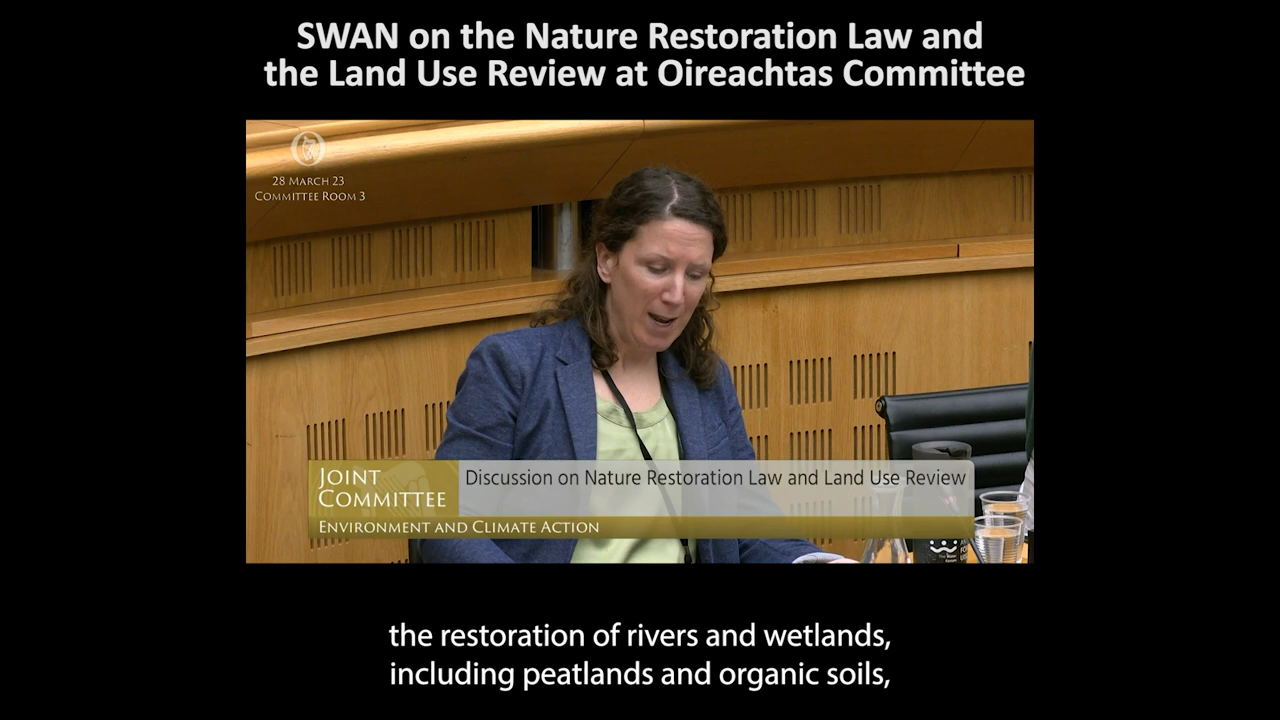 SWAN on the Nature Restoration Law and
the Land Use Review at Oireachtas Committee
28 March 23
Committee Room 3
Joint
Committee
Discussion on Nature Restoration Law and Land Use Review
Environment and Climate Action
the restoration of rivers and wetlands,
including peatlands and organic soils,